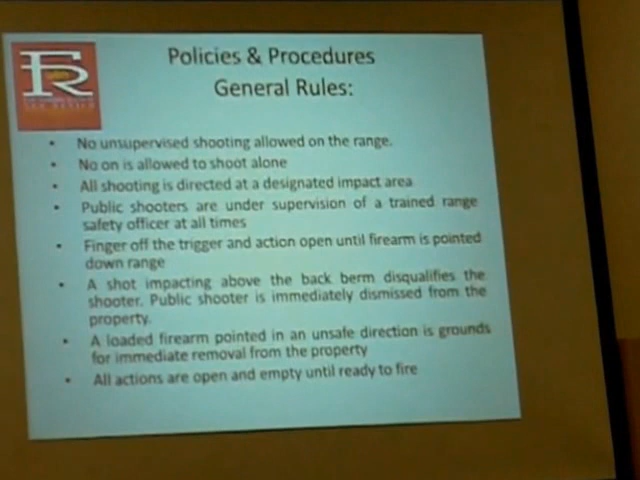 FR
Policies & Procedures
General Rules:
• No unsupervised shooting allowed on the range.
• No on is allowed to shoot alone
• All shooting is directed at a designated impact area
• Public shooters are under supervision of a trained range
safety officer at all times
• Finger off the trigger and action open until firearm is pointed
down range
• A shot impacting above the back berm disqualifies the
shooter. Public shooter is immediately dismissed from the
property.
• A loaded firearm pointed in an unsafe direction is grounds
for immediate removal from the property
• All actions are open and empty until ready to fire